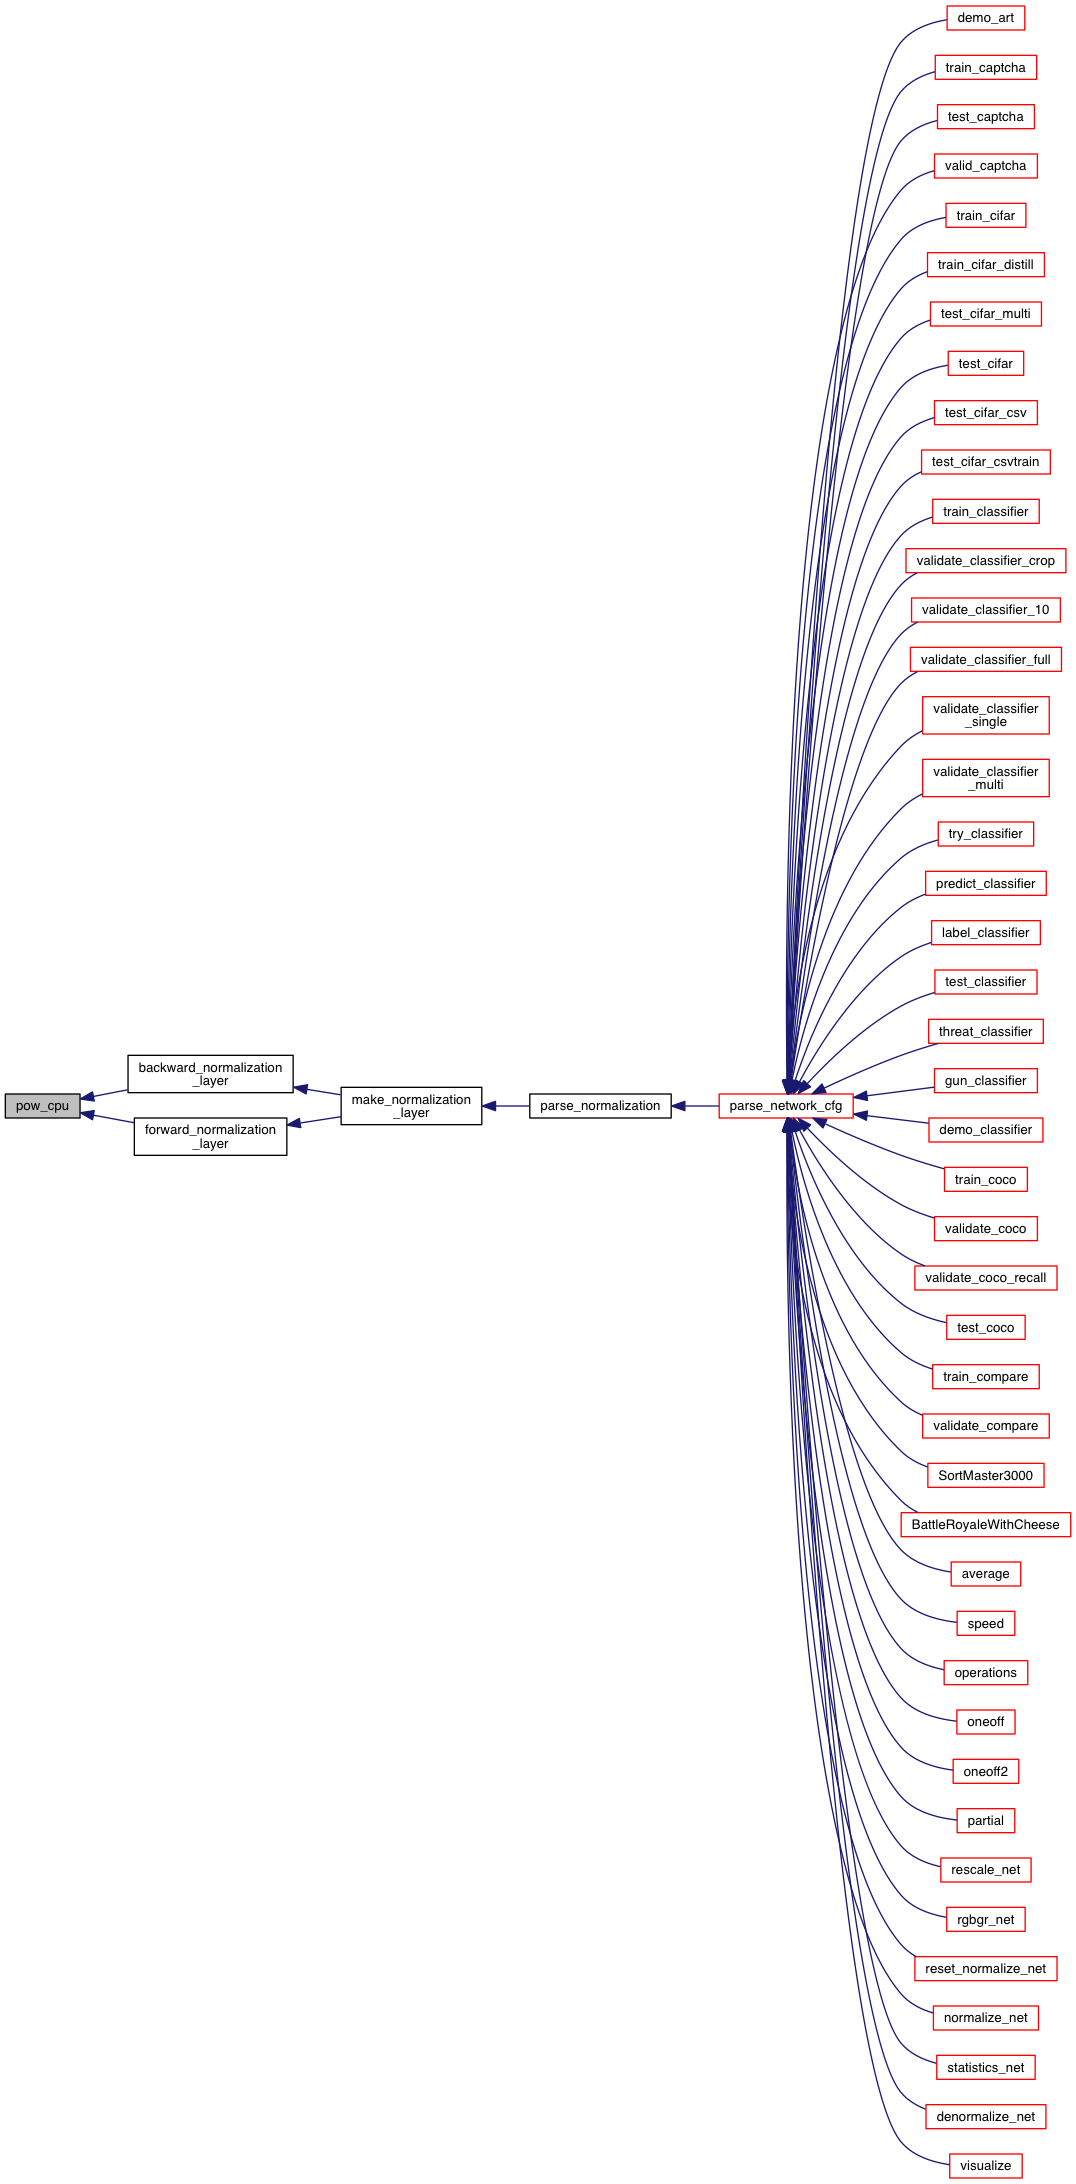 pow_cpu
backward_normalization
_layer
forward_normalization
_layer
make_normalization
_layer
parse_normalization
parse_network_cfg
demo_art
train_captcha
test_captcha
valid_captcha
train_cifar
train_cifar_distill
test_cifar_multi
test_cifar
test_cifar_csv
test_cifar_csvtrain
train_classifier
validate_classifier_crop
validate_classifier_10
validate_classifier_full
validate_classifier
_single
validate_classifier
_multi
try_classifier
predict_classifier
label_classifier
test_classifier
threat_classifier
gun_classifier
demo_classifier
train_coco
validate_coco
validate_coco_recall
test_coco
train_compare
validate_compare
SortMaster3000
BattleRoyaleWithCheese
average
speed
operations
oneoff
oneoff2
partial
rescale_net
rgbgr_net
reset_normalize_net
normalize_net
statistics_net
denormalize_net
visualize